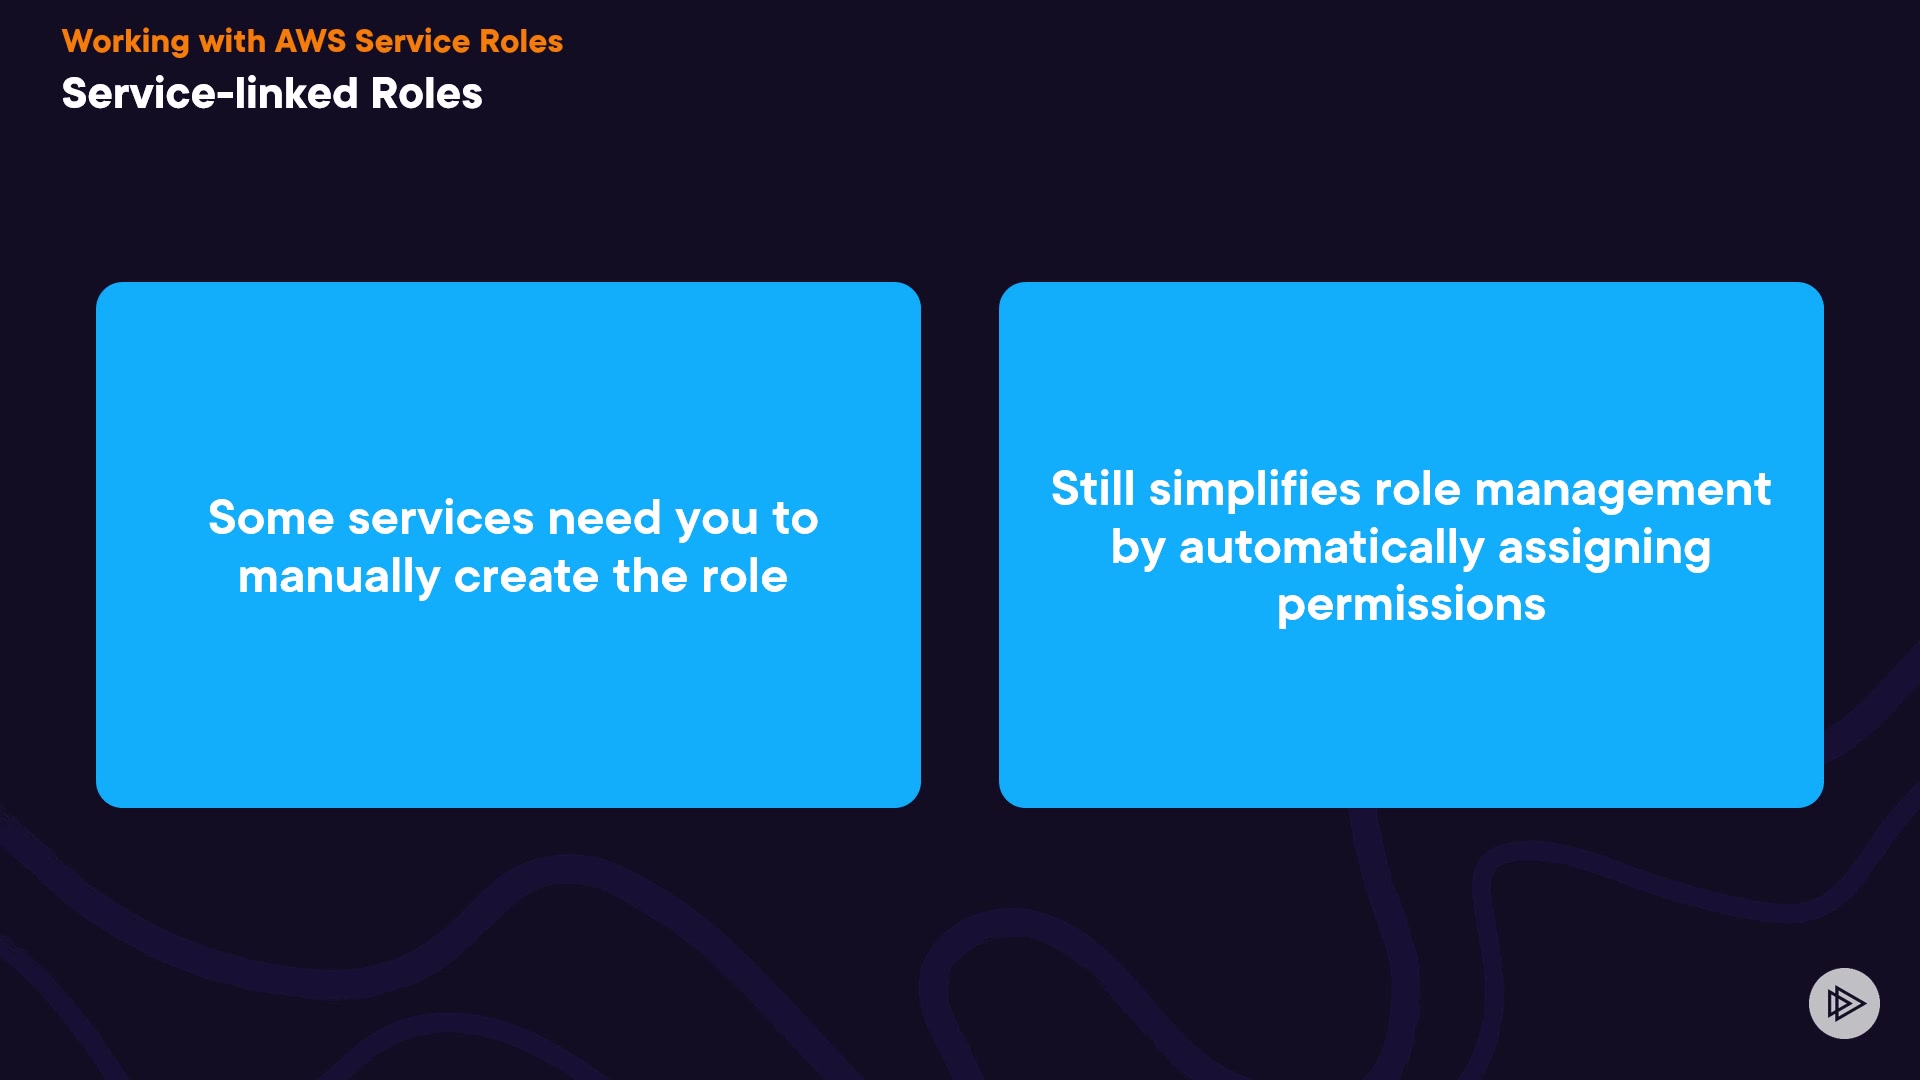 Working with AWS Service Roles
Service-linked Roles
Some services need you to
manually create the role
Still simplifies role management
by automatically assigning
permissions